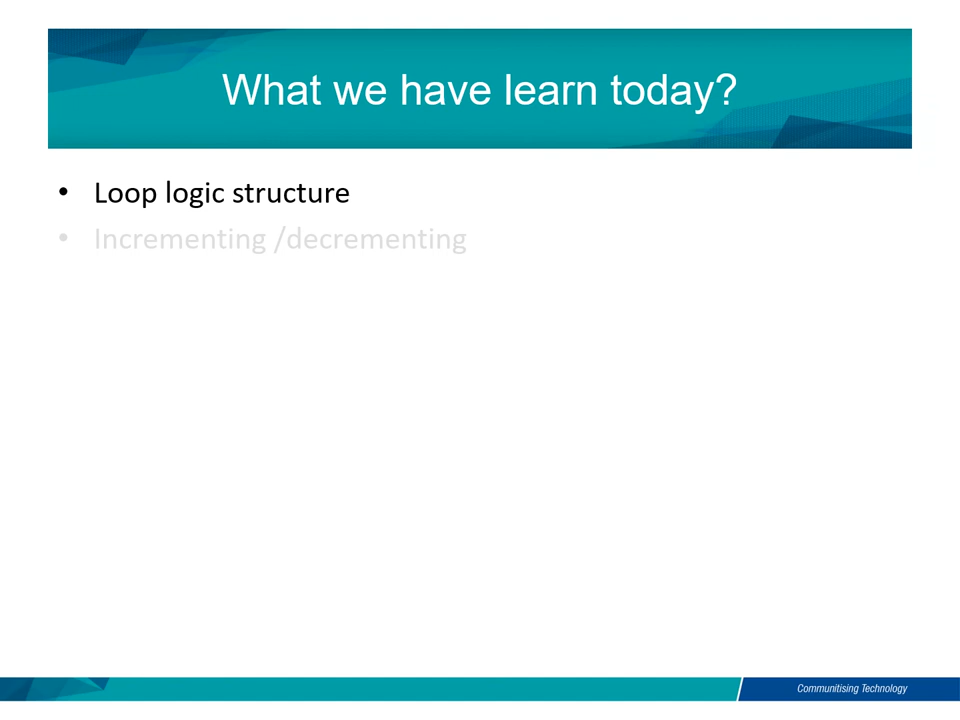 What we have learn today?
• Loop logic structure
• Incrementing /decrementing
Communitising Technology